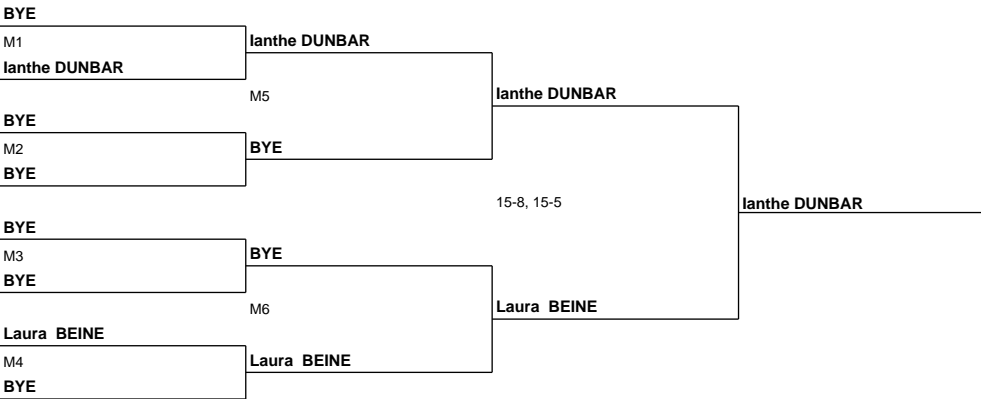 BYE
M1
Ianthe DUNBAR
Ianthe DUNBAR
M5
Ianthe DUNBAR
BYE
M2
BYE
BYE
15-8, 15-5
Ianthe DUNBAR
BYE
M3
BYE
BYE
M6
Laura BEINE
Laura BEINE
M4
BYE
Laura BEINE